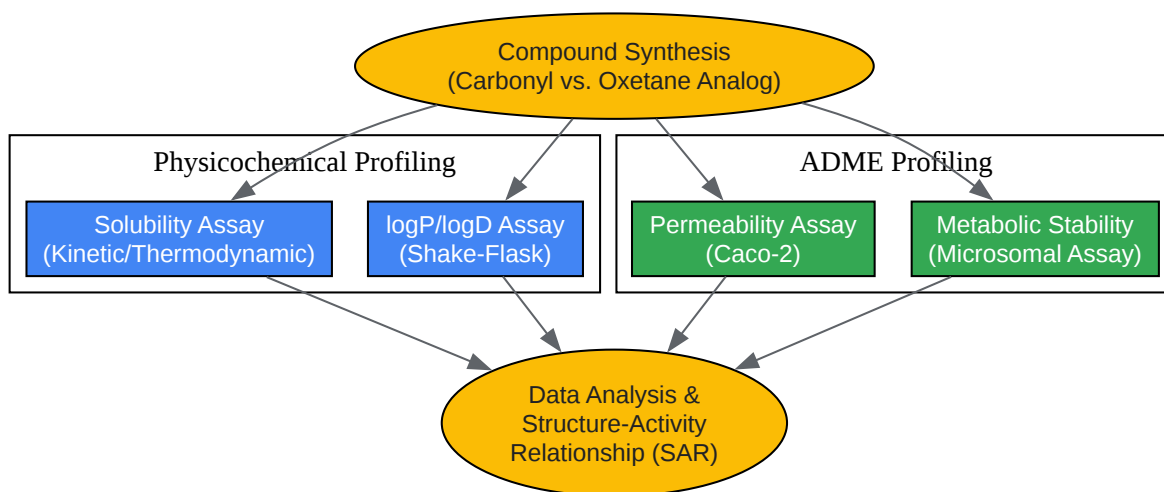 Compound Synthesis
(Carbonyl vs. Oxetane Analog)
Physicochemical Profiling
ADME Profiling
Solubility Assay
(Kinetic/Thermodynamic)
logP/logD Assay
(Shake-Flask)
Permeability Assay
(Caco-2)
Metabolic Stability
(Microsomal Assay)
Data Analysis &
Structure-Activity
Relationship (SAR)